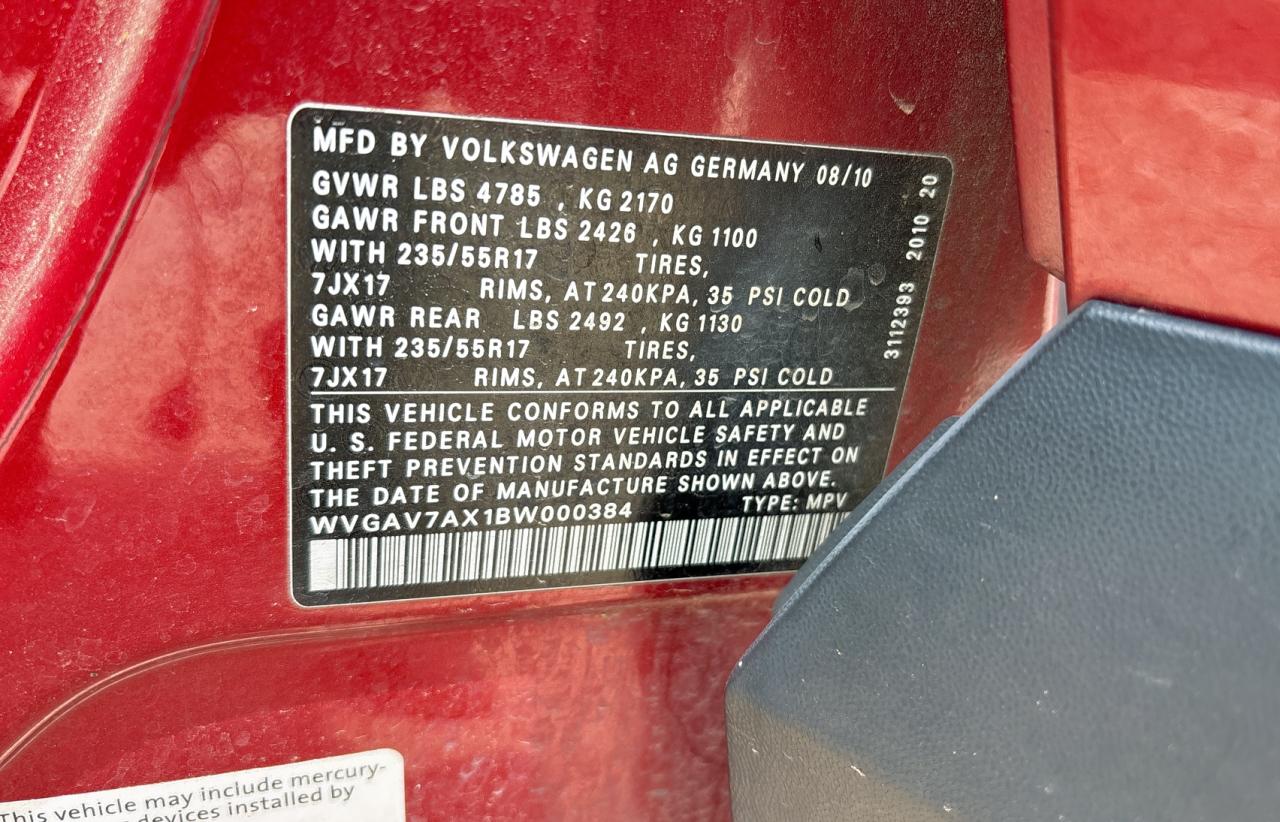 MFD BY VOLKSWAGEN AG GERMANY 08/10
GVWR LBS 4785 , KG 2170
GAWR FRONT LBS 2426 , KG 1100
WITH 235/55R17 TIRES,
7JX17 RIMS, AT 240KPA, 35 PSI COLD
GAWR REAR LBS 2492 , KG 1130
WITH 235/55R17 TIRES,
7JX17 RIMS, AT 240KPA, 35 PSI COLD
THIS VEHICLE CONFORMS TO ALL APPLICABLE
U. S. FEDERAL MOTOR VEHICLE SAFETY AND
THEFT PREVENTION STANDARDS IN EFFECT ON
THE DATE OF MANUFACTURE SHOWN ABOVE.
WVGAV7AX1BW000384 TYPE: MPV
3112393 2010 20
This vehicle may include mercury-
devices installed by